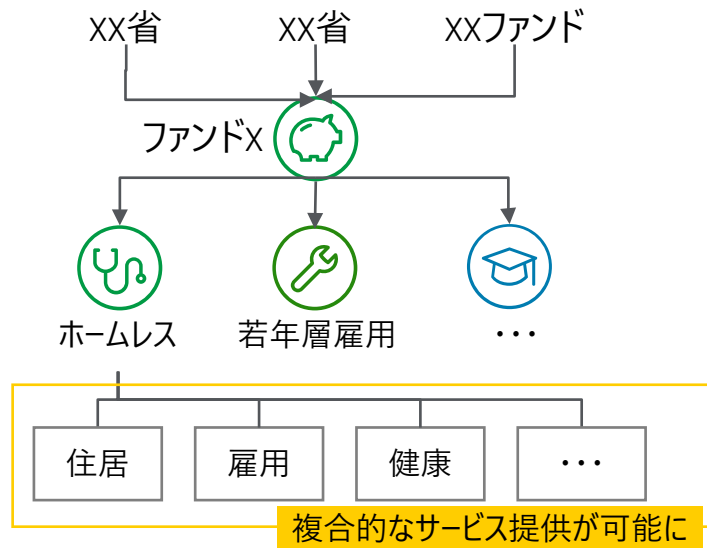 XX省
XX省
XXファンド
ファンドX
ホームレス
若年層雇用
・・・
住居
雇用
健康
・・・
複合的なサービス提供が可能に